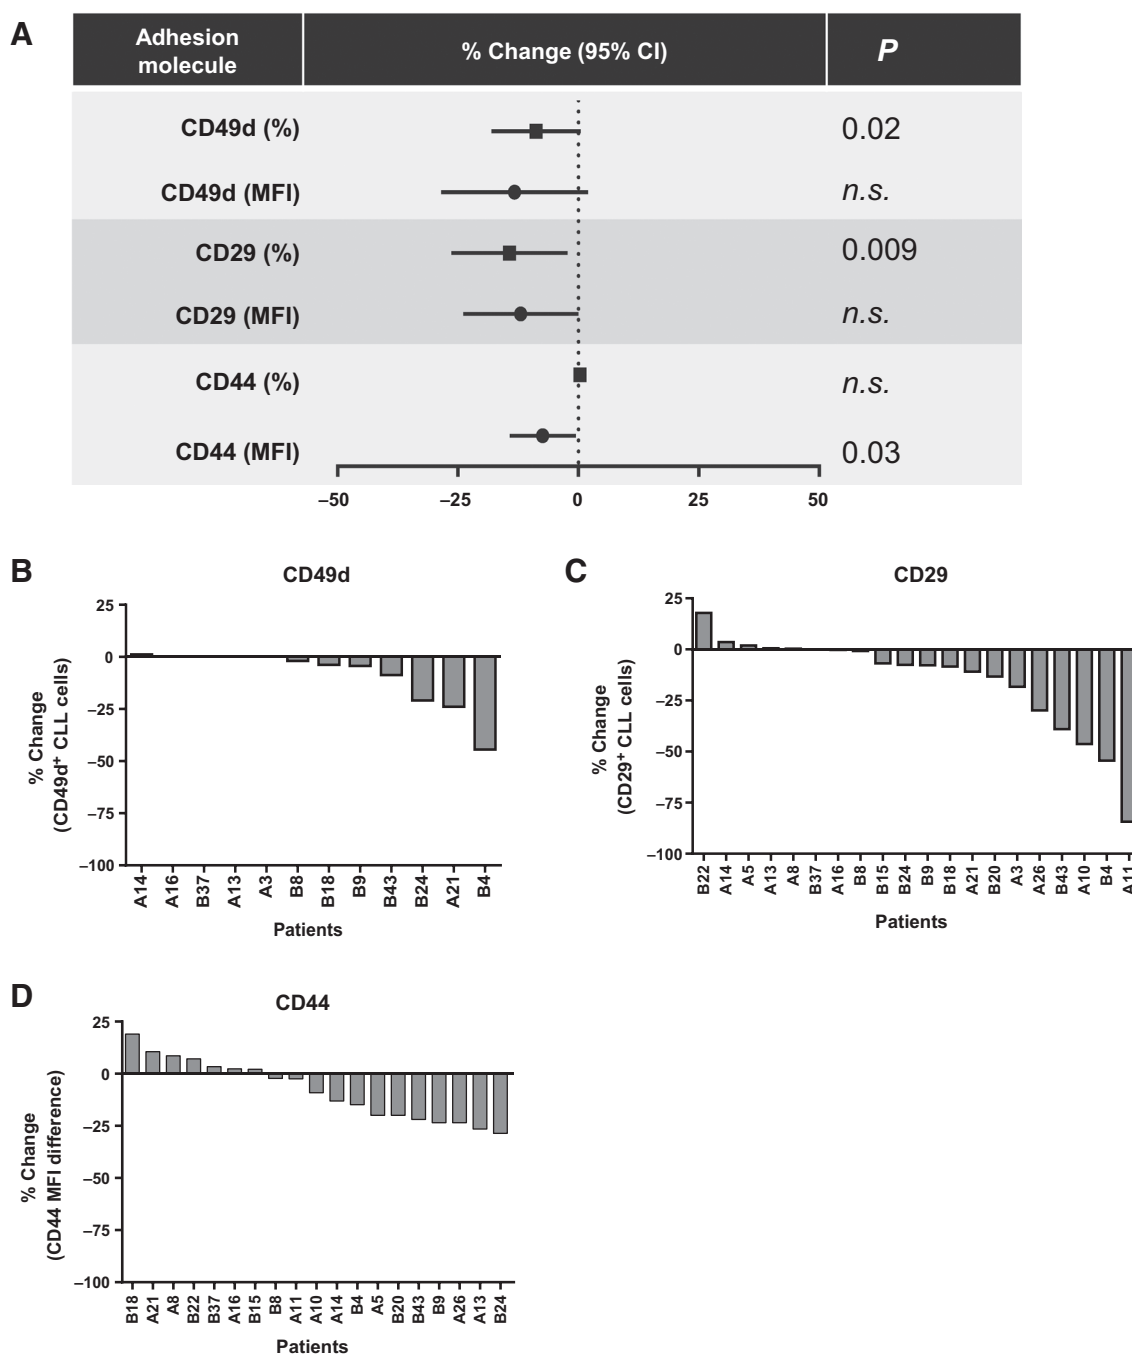 A
Adhesion
molecule
% Change (95% CI)
P
CD49d (%)
0.02
CD49d (MFI)
n.s.
CD29 (%)
0.009
CD29 (MFI)
n.s.
CD44 (%)
n.s.
CD44 (MFI)
0.03
–50 –25 0 25 50
B
CD49d
% Change
(CD49d+ CLL cells)
25
0
–25
–50
–75
–100
A14 A16 B37 A13 A3 B8 B18 B9 B43 B24 A21 B4
Patients
C
CD29
% Change
(CD29+ CLL cells)
25
0
–25
–50
–75
–100
B22 A14 A5 A13 A8 B37 A16 B8 B15 B24 B9 B18 A21 B20 A3 A26 B43 A10 B4 A11
Patients
D
CD44
% Change
(CD44 MFI difference)
25
0
–25
–50
–75
–100
B18 A21 A8 B22 B37 A16 B15 B8 A11 A10 A14 B4 A5 B20 B43 B9 A26 A13 B24
Patients